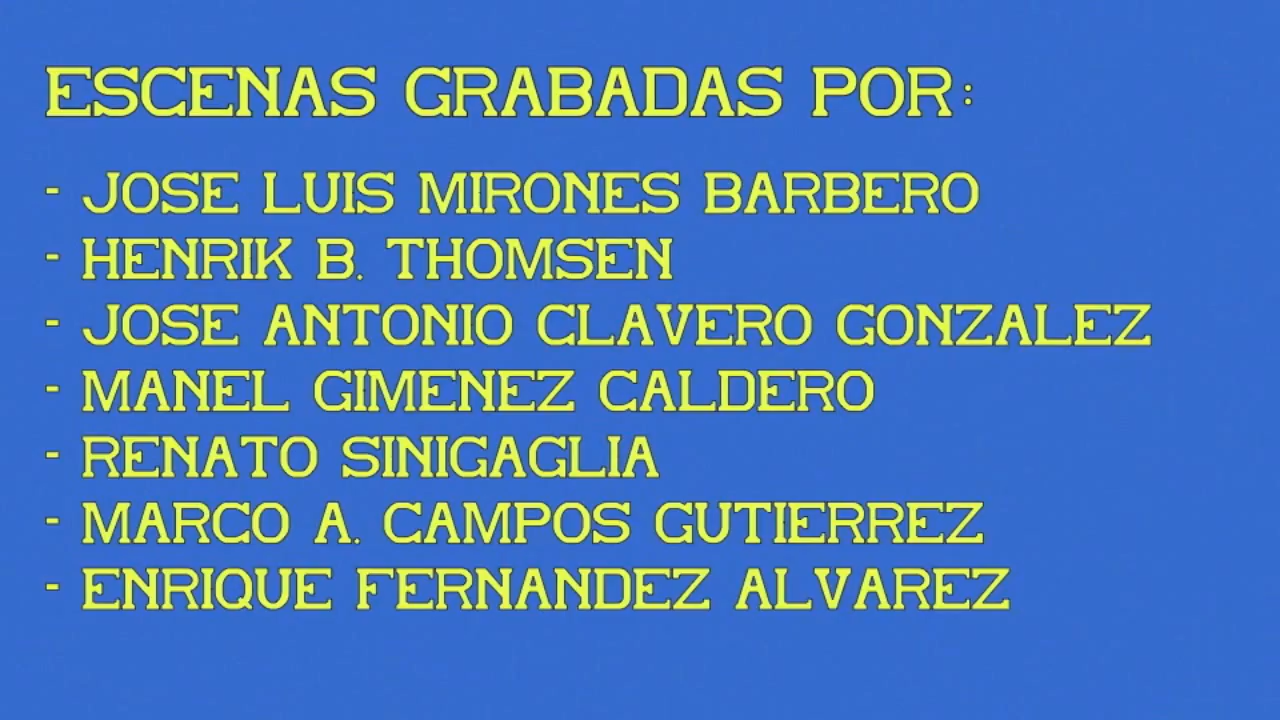 ESCENAS GRABADAS POR:
- JOSE LUIS MIRONES BARBERO
- HENRIK B. THOMSEN
- JOSE ANTONIO CLAVERO GONZALEZ
- MANEL GIMENEZ CALDERO
- RENATO SINIGAGLIA
- MARCO A. CAMPOS GUTIERREZ
- ENRIQUE FERNANDEZ ALVAREZ